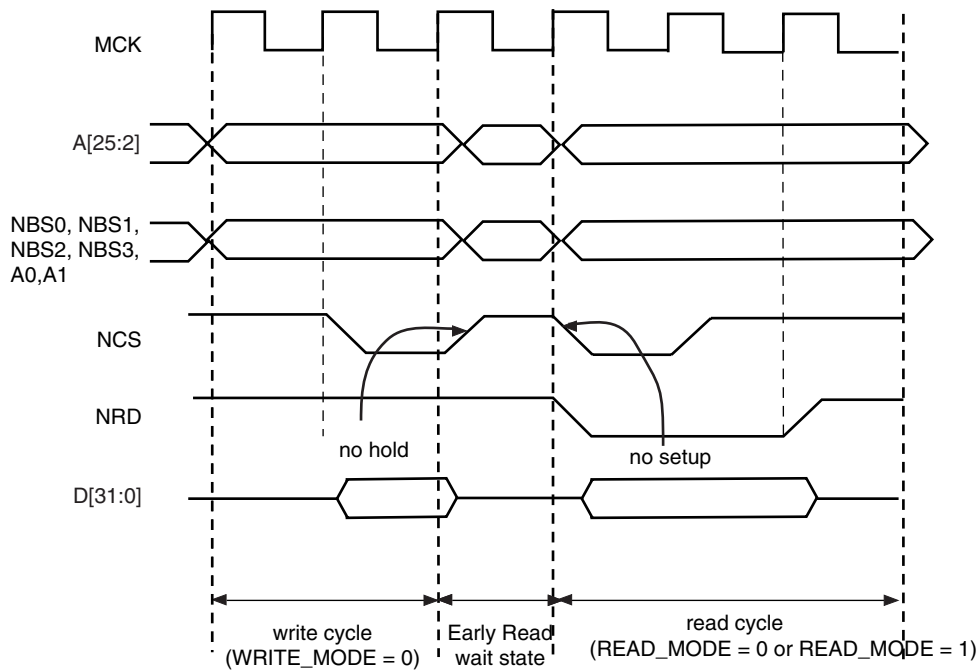 MCK
A[25:2]
NBS0, NBS1,
NBS2, NBS3,
A0,A1
NCS
NRD
no hold
no setup
D[31:0]
write cycle
(WRITE_MODE = 0)
Early Read
wait state
read cycle
(READ_MODE = 0 or READ_MODE = 1)